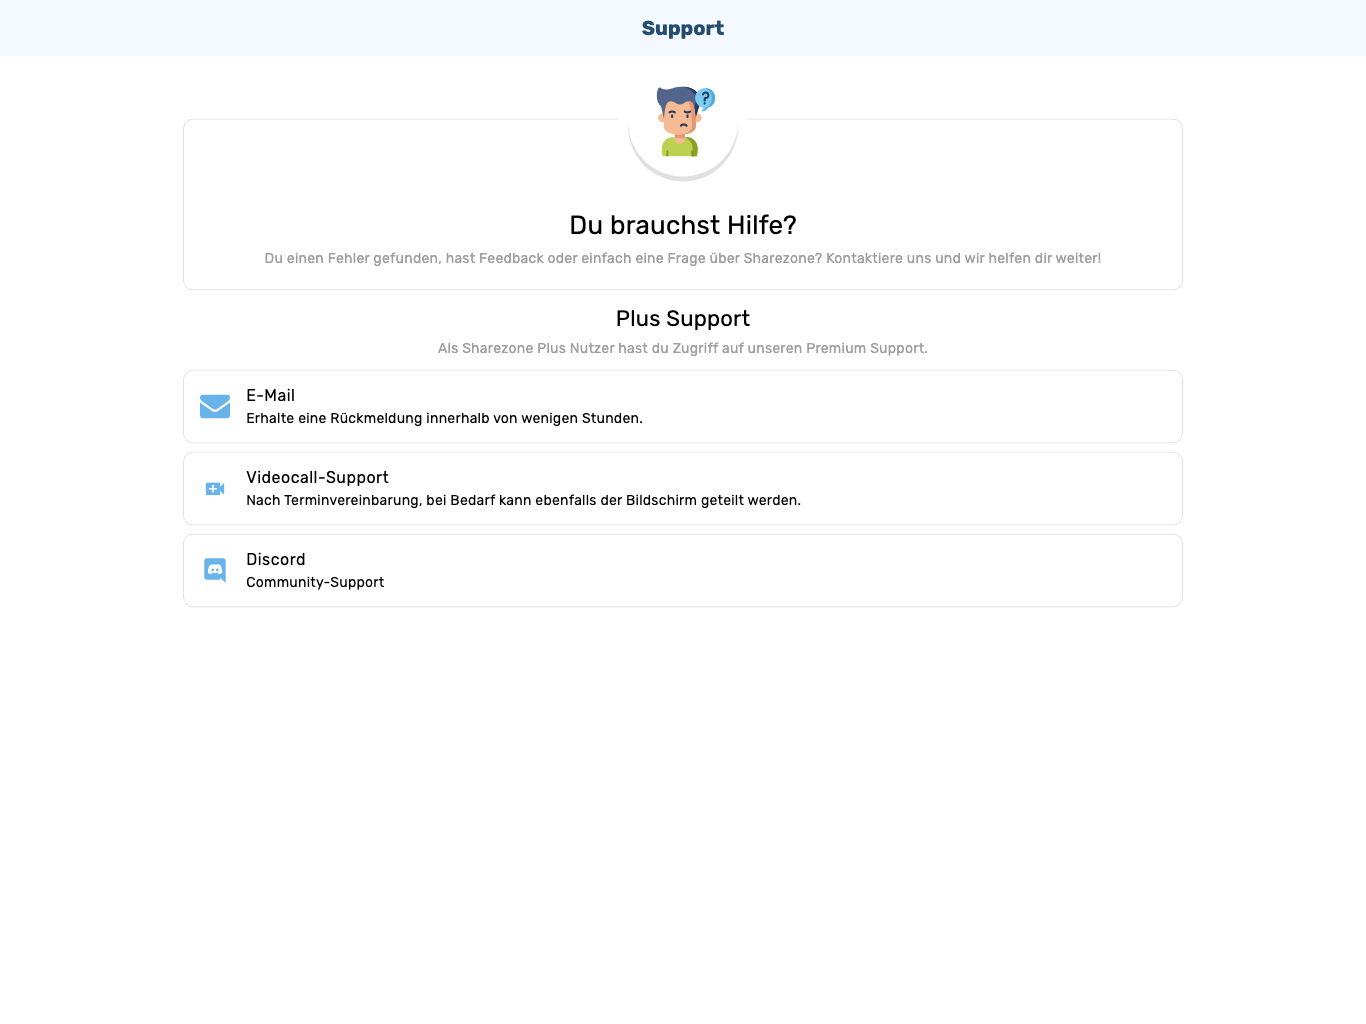 Support
?
Du brauchst Hilfe?
Du einen Fehler gefunden, hast Feedback oder einfach eine Frage über Sharezone? Kontaktiere uns und wir helfen dir weiter!
Plus Support
Als Sharezone Plus Nutzer hast du Zugriff auf unseren Premium Support.
E-Mail
Erhalte eine Rückmeldung innerhalb von wenigen Stunden.
Videocall-Support
Nach Terminvereinbarung, bei Bedarf kann ebenfalls der Bildschirm geteilt werden.
Discord
Community-Support